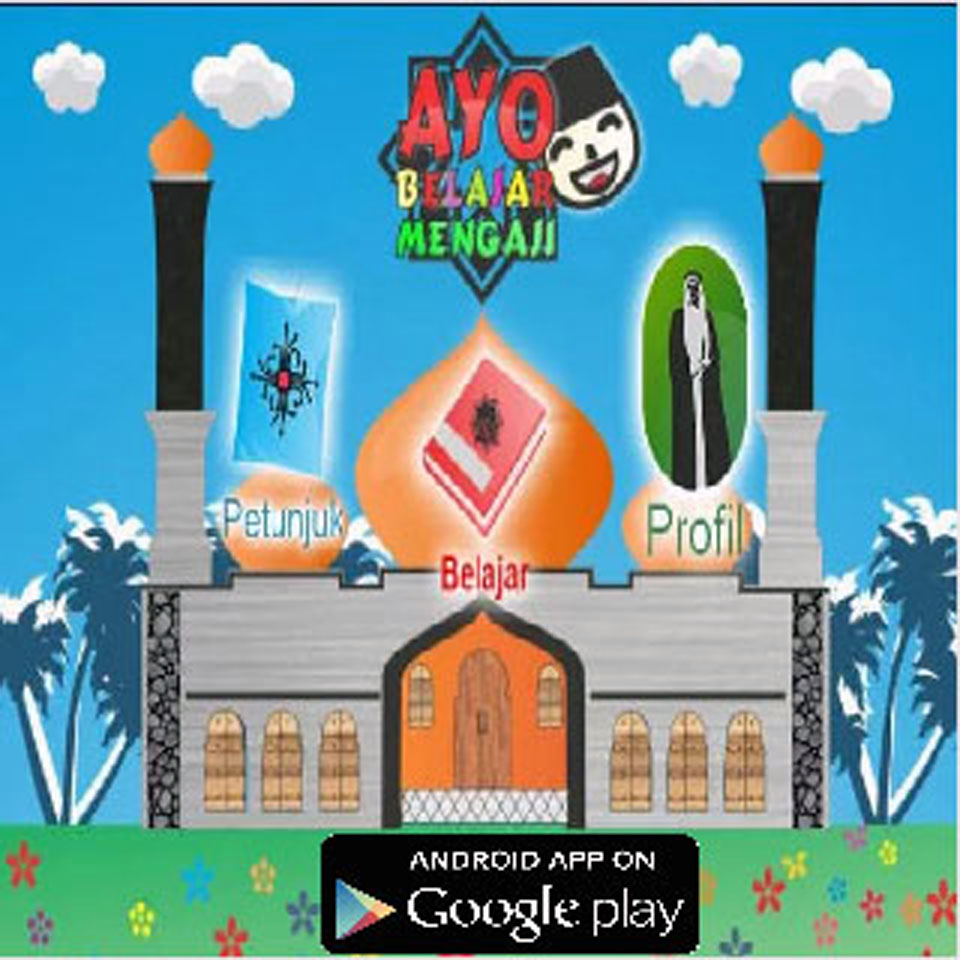 AYO
BELAJAR
MENGAJI
Petunjuk
Profil
Belajar
ANDROID APP ON
Google play